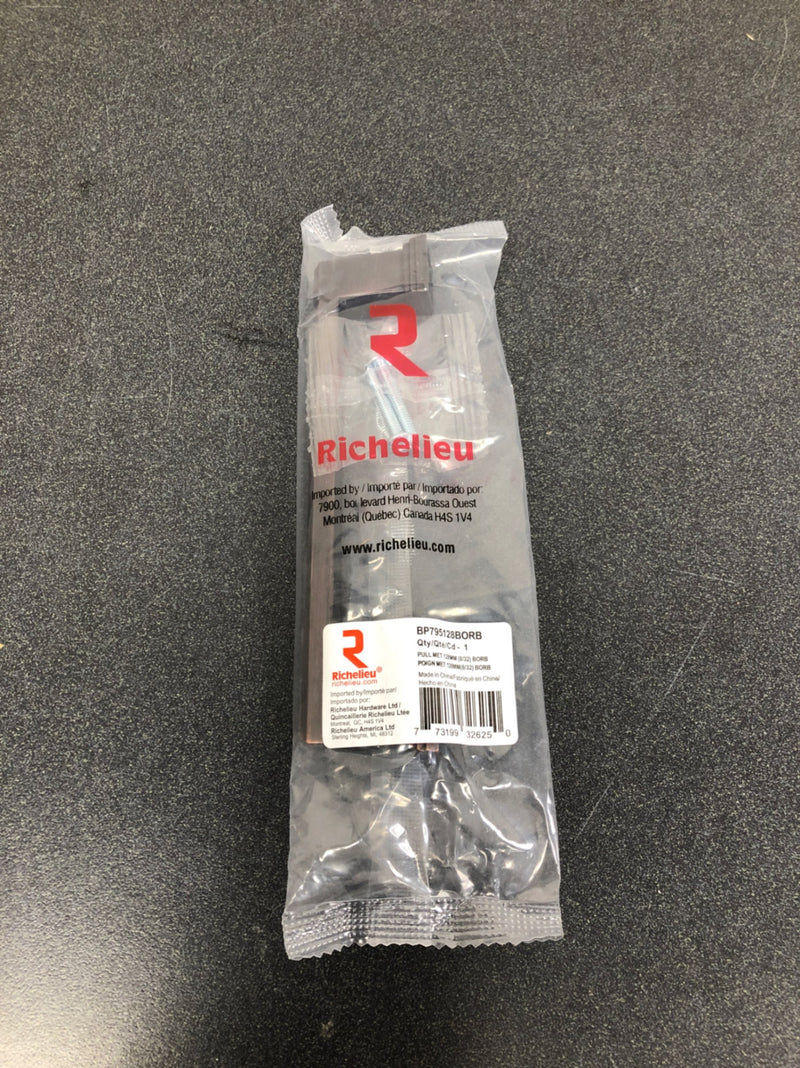 R
Richelieu
Imported by / Importé par / Importado por:
7900, boulevard Henri-Bourassa Ouest
Montréal (Québec) Canada H4S 1V4
www.richelieu.com
R
Richelieu®
richelieu.com
Imported by/Importé par/
Importado por:
Richelieu Hardware Ltd /
Quincaillerie Richelieu Ltée
Montreal, QC, H4S 1V4
Richelieu America Ltd
Sterling Heights, MI, 48312
BP795128BORB
Qty/Qté/Cd - 1
PULL MET 128MM (8/32) BORB
POIGN MET 128MM(8/32) BORB
Made in China/Fabriqué en Chine/
Hecho en China
7 73199 32625 0